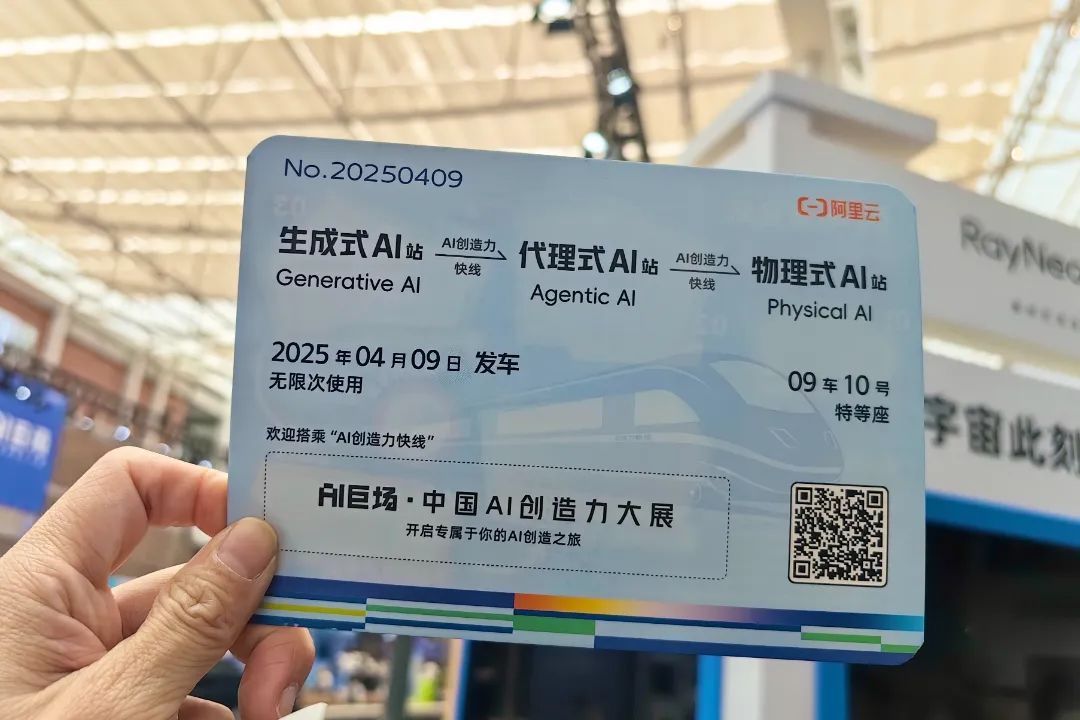 No.20250409
阿里云
生成式AI站 AI创造力快线 代理式AI站 AI创造力快线 物理式AI站
Generative AI Agentic AI Physical AI
2025年04月09日 发车
无限次使用
09车10号
特等座
欢迎搭乘“AI创造力快线”
AI巨场·中国AI创造力大展
开启专属于你的AI创造之旅
RayNeo
宇宙此刻